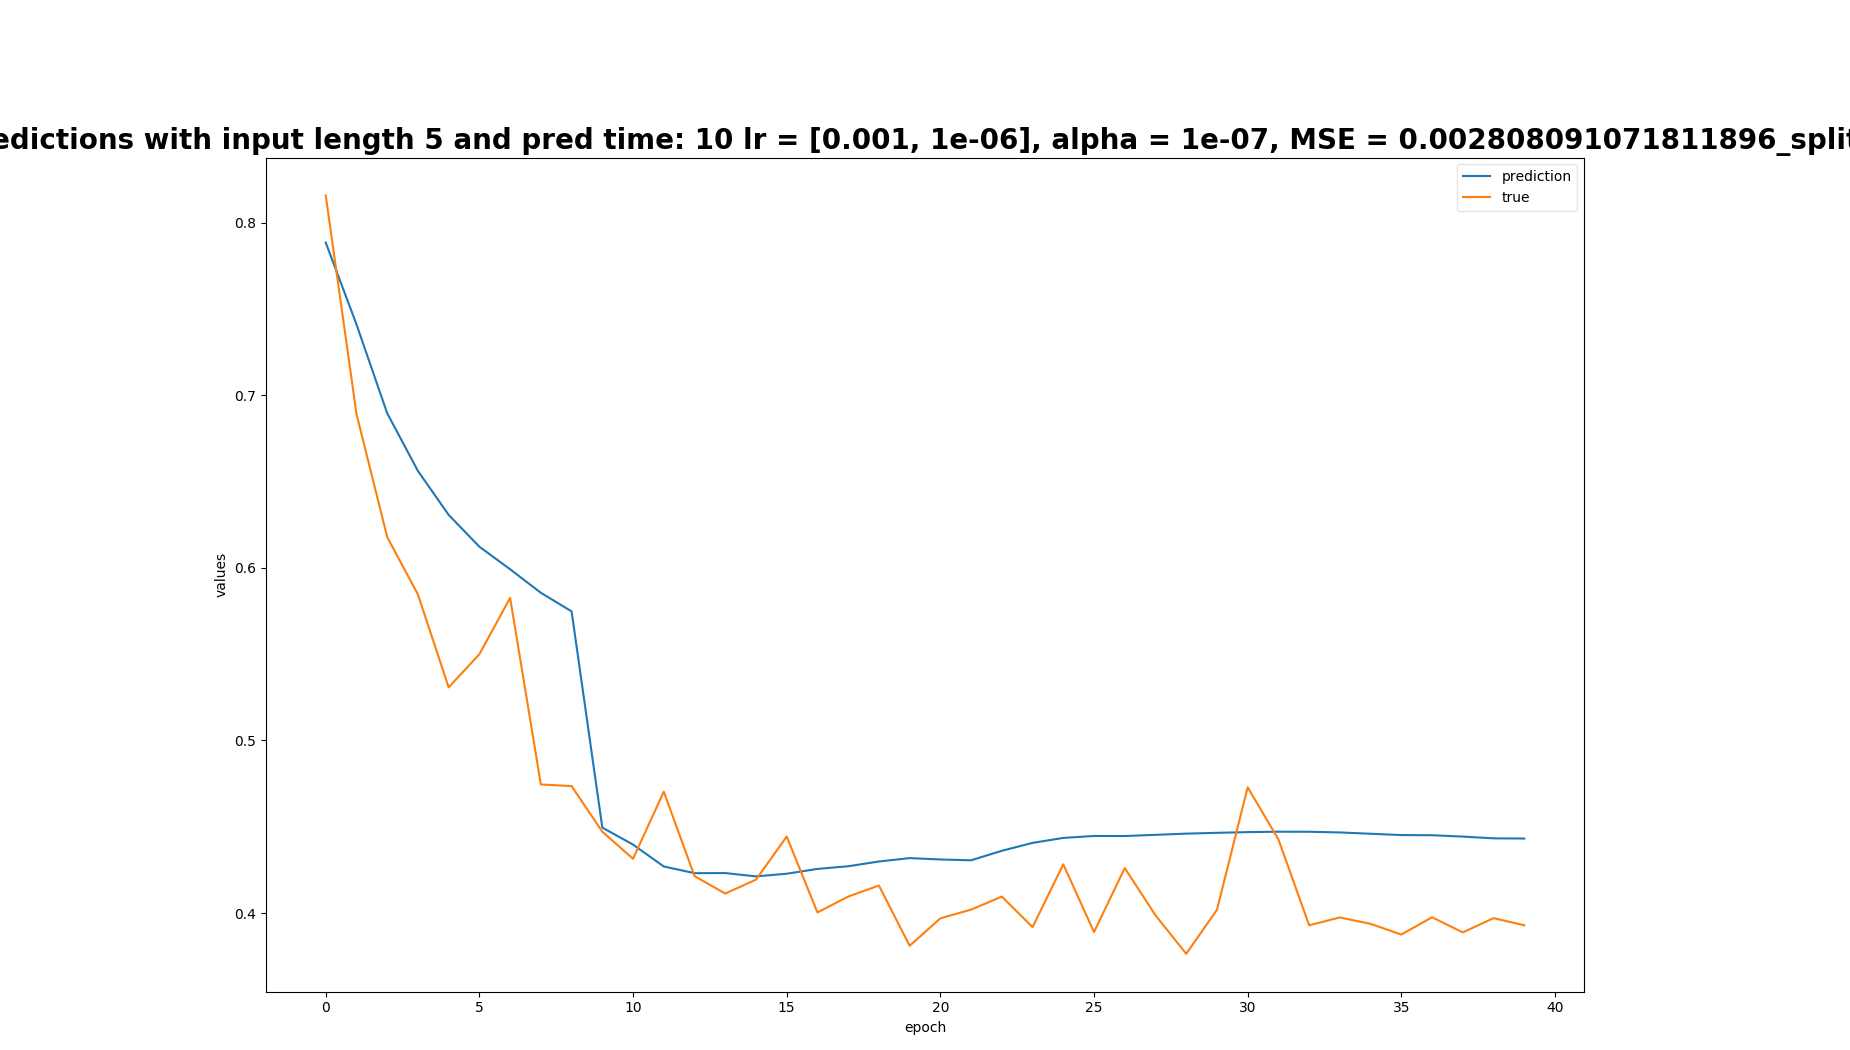 edictions with input length 5 and pred time: 10 lr = [0.001, 1e-06], alpha = 1e-07, MSE = 0.002808091071811896_split
prediction
true
0.8
0.7
0.6
0.5
0.4
values
0 5 10 15 20 25 30 35 40
epoch